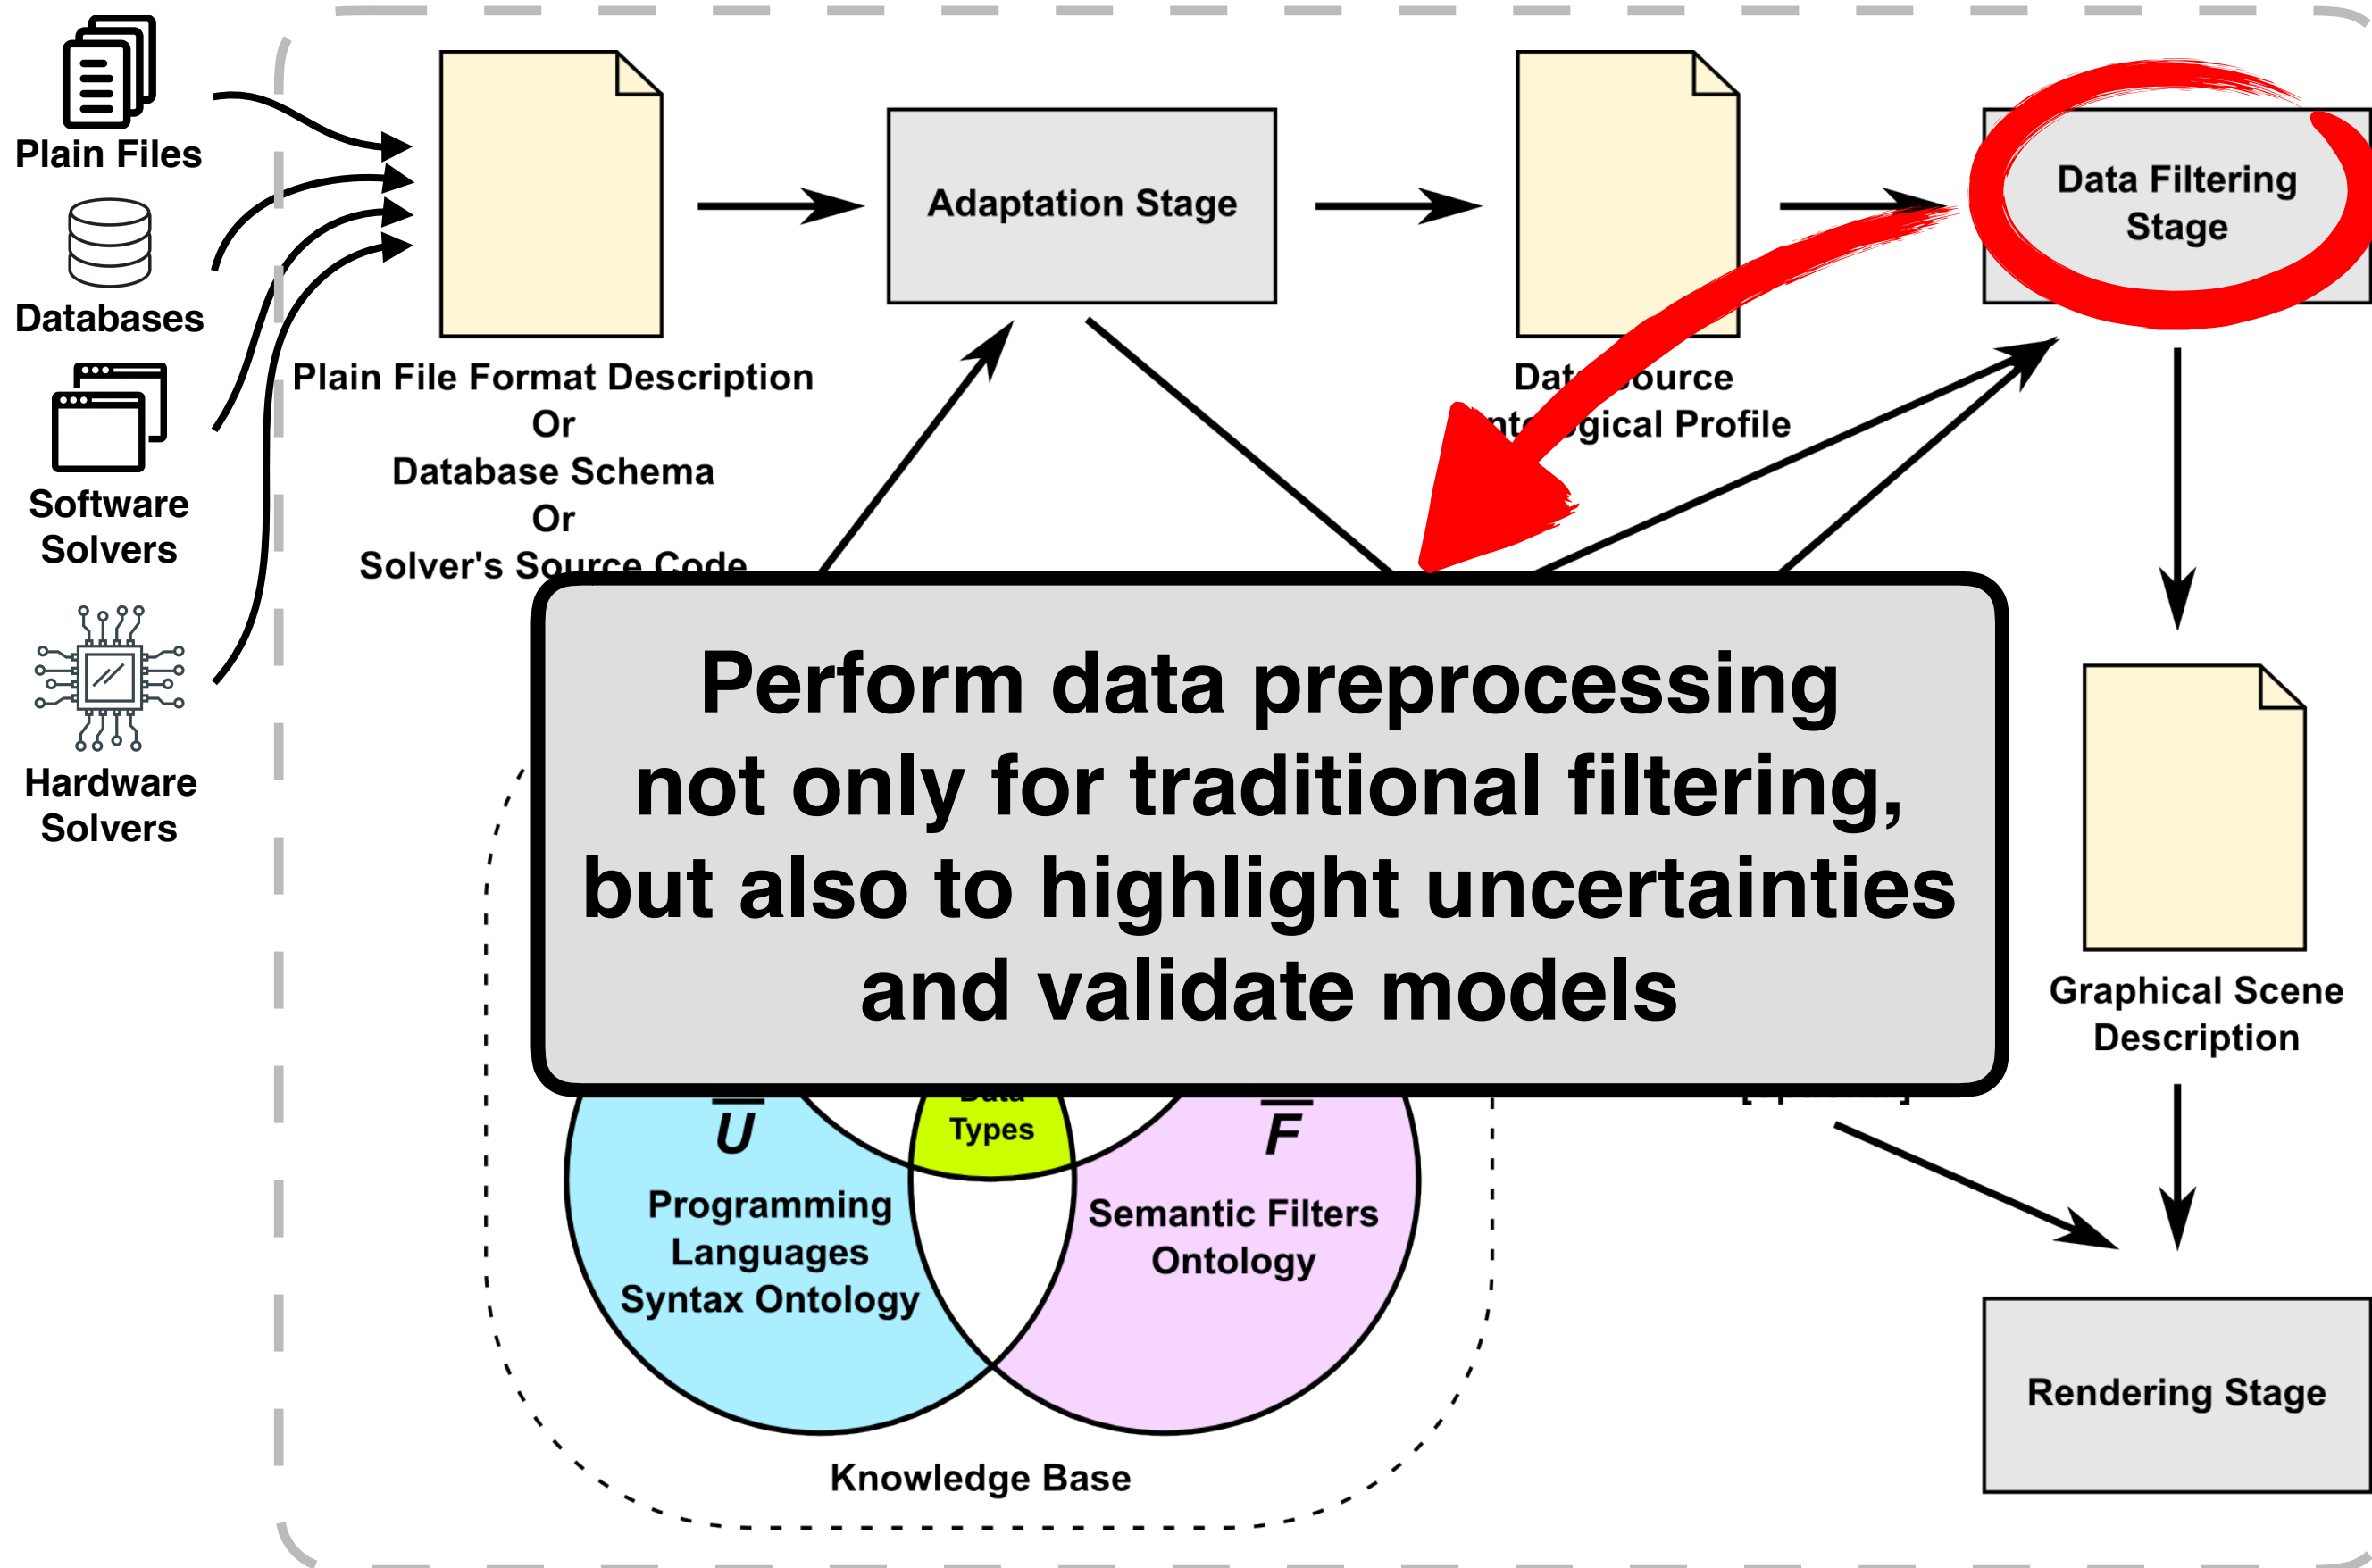 Plain Files
Databases
Software
Solvers
Hardware
Solvers
Plain File Format Description
Or
Database Schema
Or
Solver's Source Code
Adaptation Stage
Profile
Data Filtering
Stage
Perform data preprocessing
not only for traditional filtering,
but also to highlight uncertainties
and validate models
Graphical Scene
Description
Rendering Stage
U
Programming
Languages
Syntax Ontology
Data
Types
F
Semantic Filters
Ontology
Knowledge Base